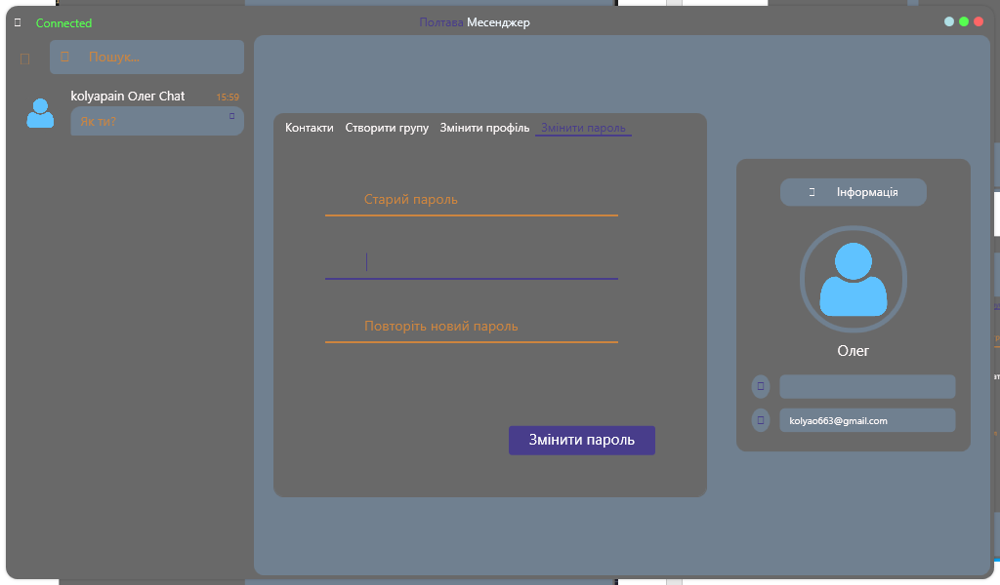 Connected
Полтава Месенджер
Пошук...
kolyapain Олег Chat
15:59
Як ти?
Контакти Створити групу Змінити профіль Змінити пароль
Старий пароль
Повторіть новий пароль
Змінити пароль
Інформація
Олег
kolyao663@gmail.com